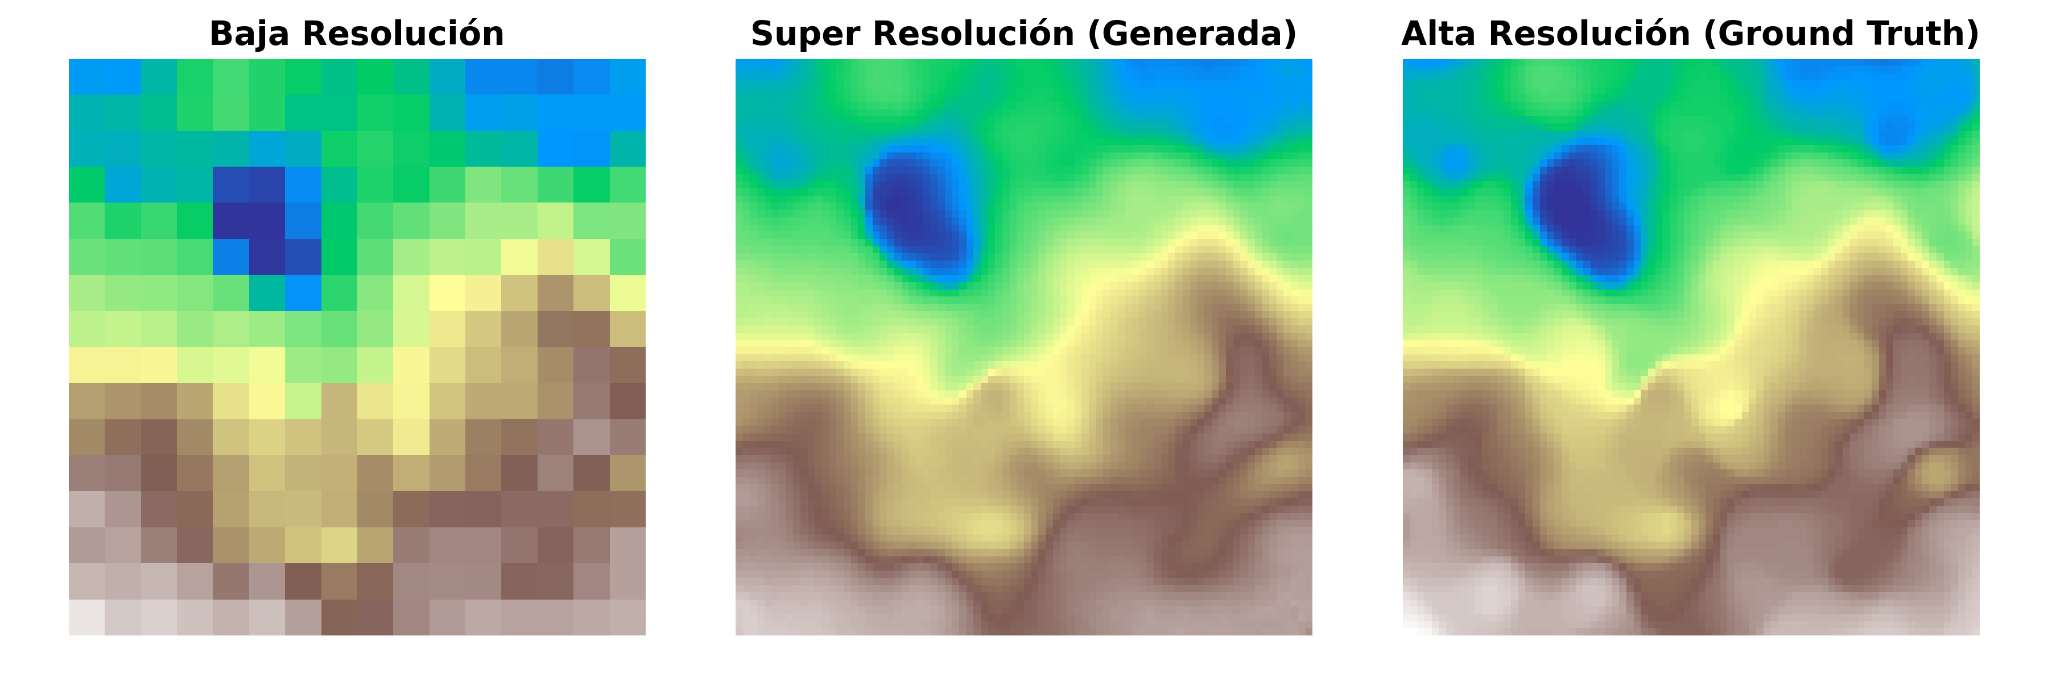 Baja Resolución
Super Resolución (Generada)
Alta Resolución (Ground Truth)